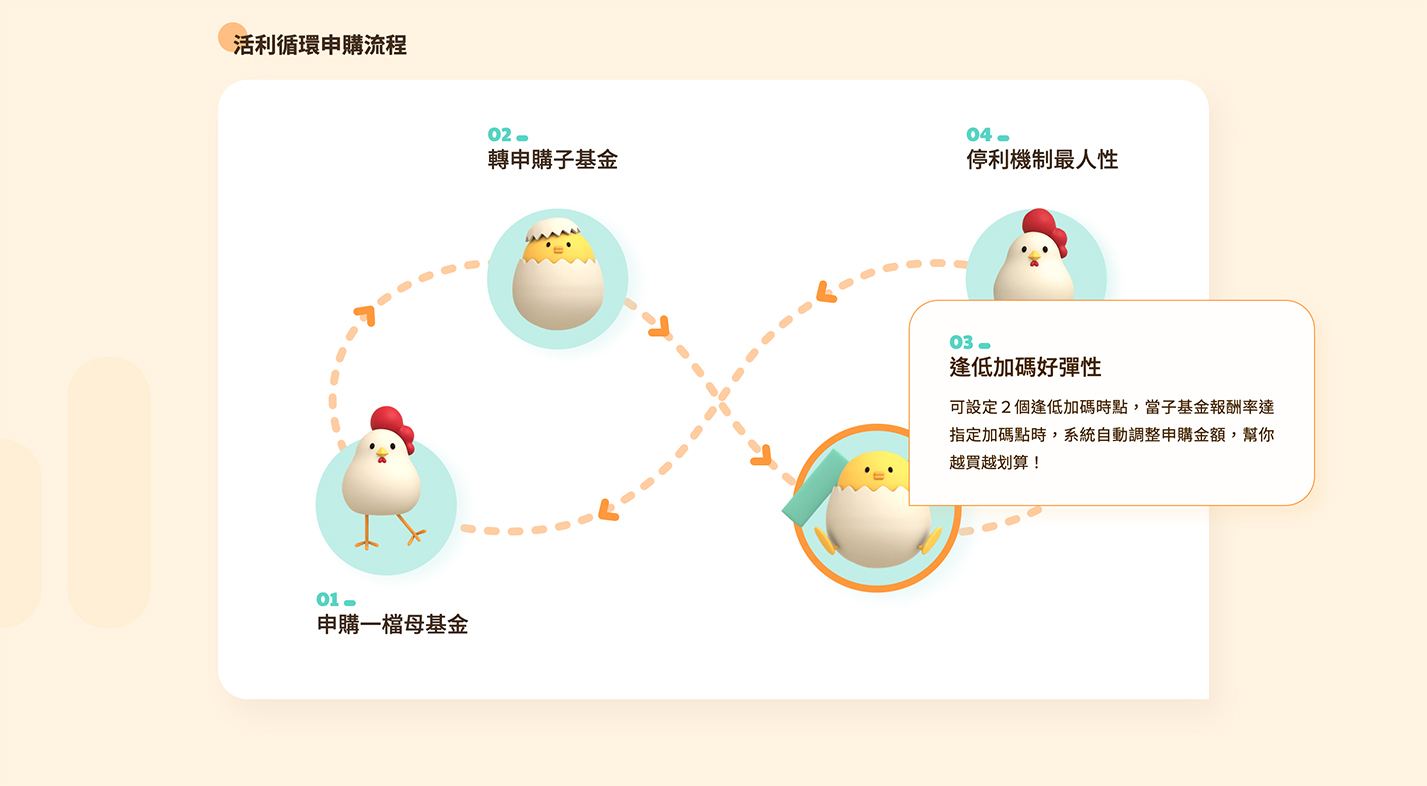 活利循環申購流程
02
轉申購子基金
04
停利機制最人性
03
逢低加碼好彈性
可設定２個逢低加碼時點，當子基金報酬率達
指定加碼點時，系統自動調整申購金額，幫你
越買越划算！
01
申購一檔母基金